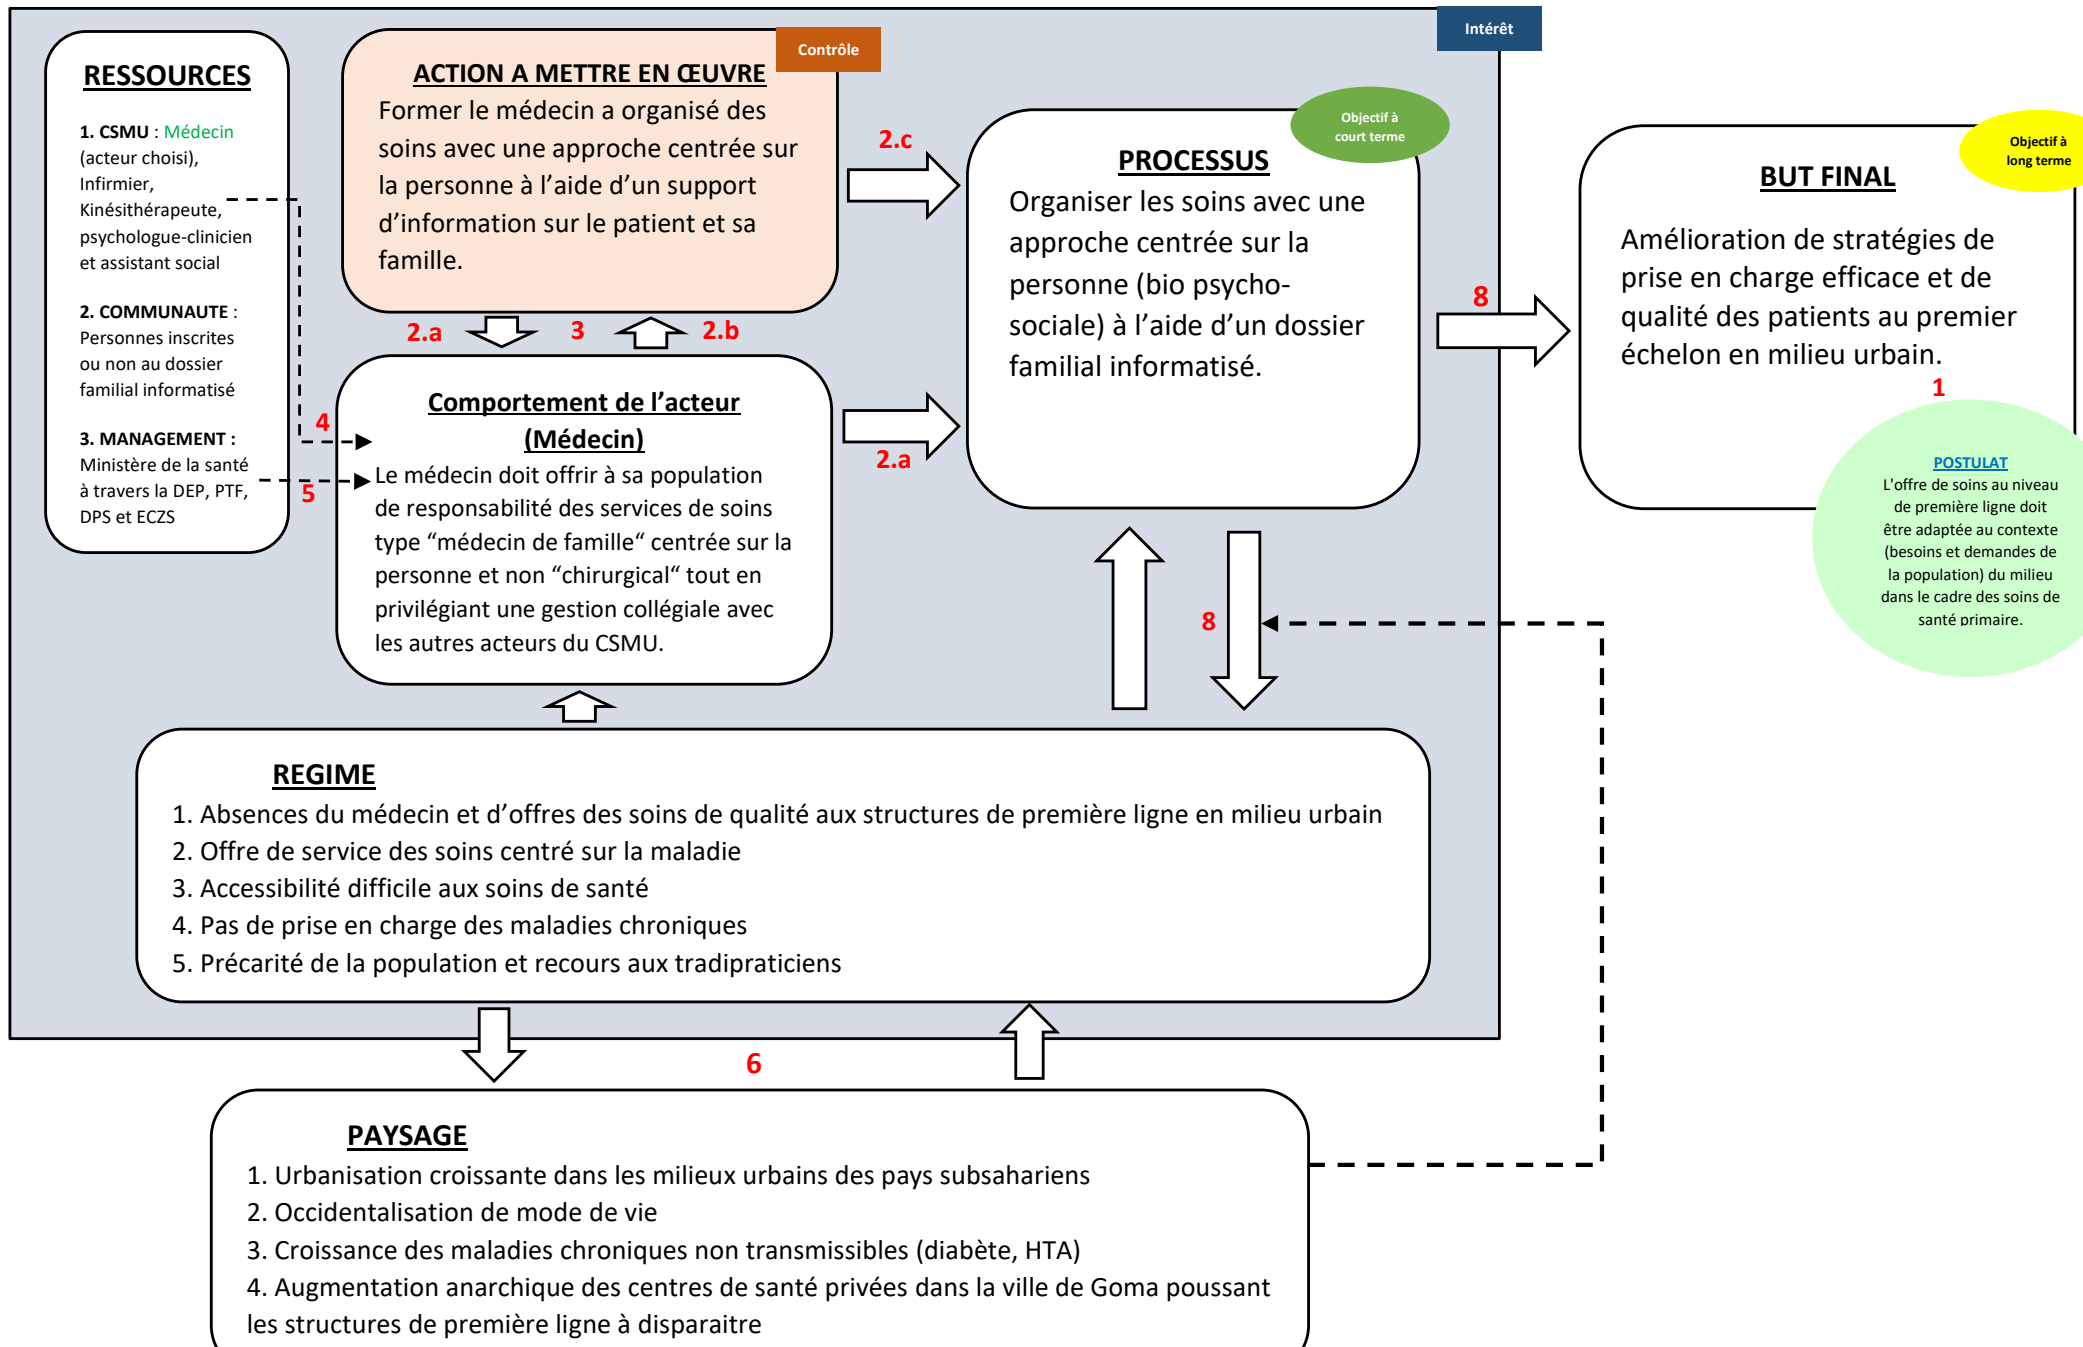 Intérêt
Contrôle
RESSOURCES
1. CSMU : Médecin
(acteur choisi),
Infirmier,
Kinésithérapeute,
psychologue-clinicien
et assistant social
2. COMMUNAUTE :
Personnes inscrites
ou non au dossier
familial informatisé
3. MANAGEMENT :
Ministère de la santé
à travers la DEP, PTF,
DPS et ECZS
ACTION A METTRE EN ŒUVRE
Former le médecin a organisé des
soins avec une approche centrée sur
la personne à l’aide d’un support
d’information sur le patient et sa
famille.
2.c
2.a
3
2.b
Objectif à
court terme
PROCESSUS
Organiser les soins avec une
approche centrée sur la
personne (bio psycho-
sociale) à l’aide d’un dossier
familial informatisé.
8
Objectif à
long terme
BUT FINAL
Amélioration de stratégies de
prise en charge efficace et de
qualité des patients au premier
échelon en milieu urbain.
1
POSTULAT
L'offre de soins au niveau
de première ligne doit
être adaptée au contexte
(besoins et demandes de
la population) du milieu
dans le cadre des soins de
santé primaire.
4
5
Comportement de l’acteur
(Médecin)
Le médecin doit offrir à sa population
de responsabilité des services de soins
type “médecin de famille“ centrée sur la
personne et non “chirurgical“ tout en
privilégiant une gestion collégiale avec
les autres acteurs du CSMU.
2.a
8
REGIME
1. Absences du médecin et d’offres des soins de qualité aux structures de première ligne en milieu urbain
2. Offre de service des soins centré sur la maladie
3. Accessibilité difficile aux soins de santé
4. Pas de prise en charge des maladies chroniques
5. Précarité de la population et recours aux tradipraticiens
6
PAYSAGE
1. Urbanisation croissante dans les milieux urbains des pays subsahariens
2. Occidentalisation de mode de vie
3. Croissance des maladies chroniques non transmissibles (diabète, HTA)
4. Augmentation anarchique des centres de santé privées dans la ville de Goma poussant
les structures de première ligne à disparaitre